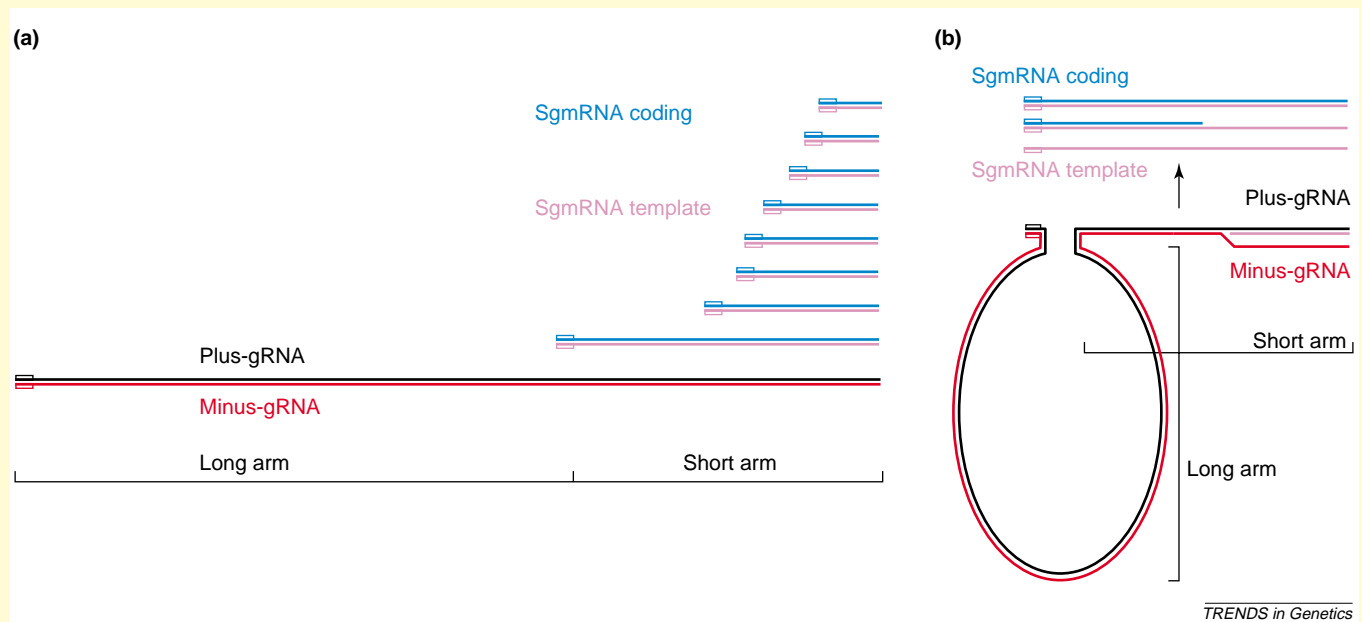 (a)
SgmRNA coding
SgmRNA template
Plus-gRNA
Minus-gRNA
Long arm
Short arm
(b)
SgmRNA coding
SgmRNA template
Plus-gRNA
Minus-gRNA
Short arm
Long arm
TRENDS in Genetics